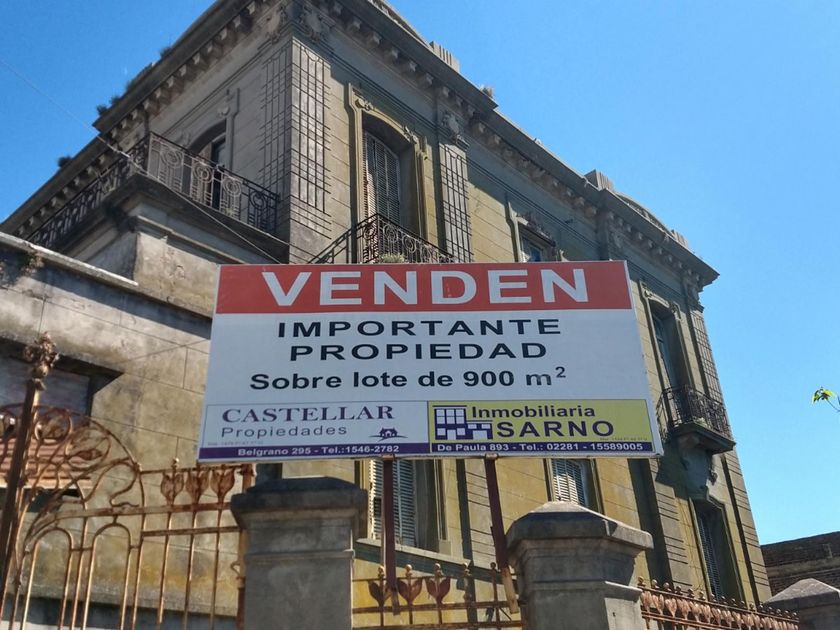 VENDEN
IMPORTANTE
PROPIEDAD
Sobre lote de 900 m²
CASTELLAR
Propiedades
Belgrano 295 - Tel.:1546-2782
Inmobiliaria
SARNO
De Paula 893 - Tel.: 02281 - 15589005